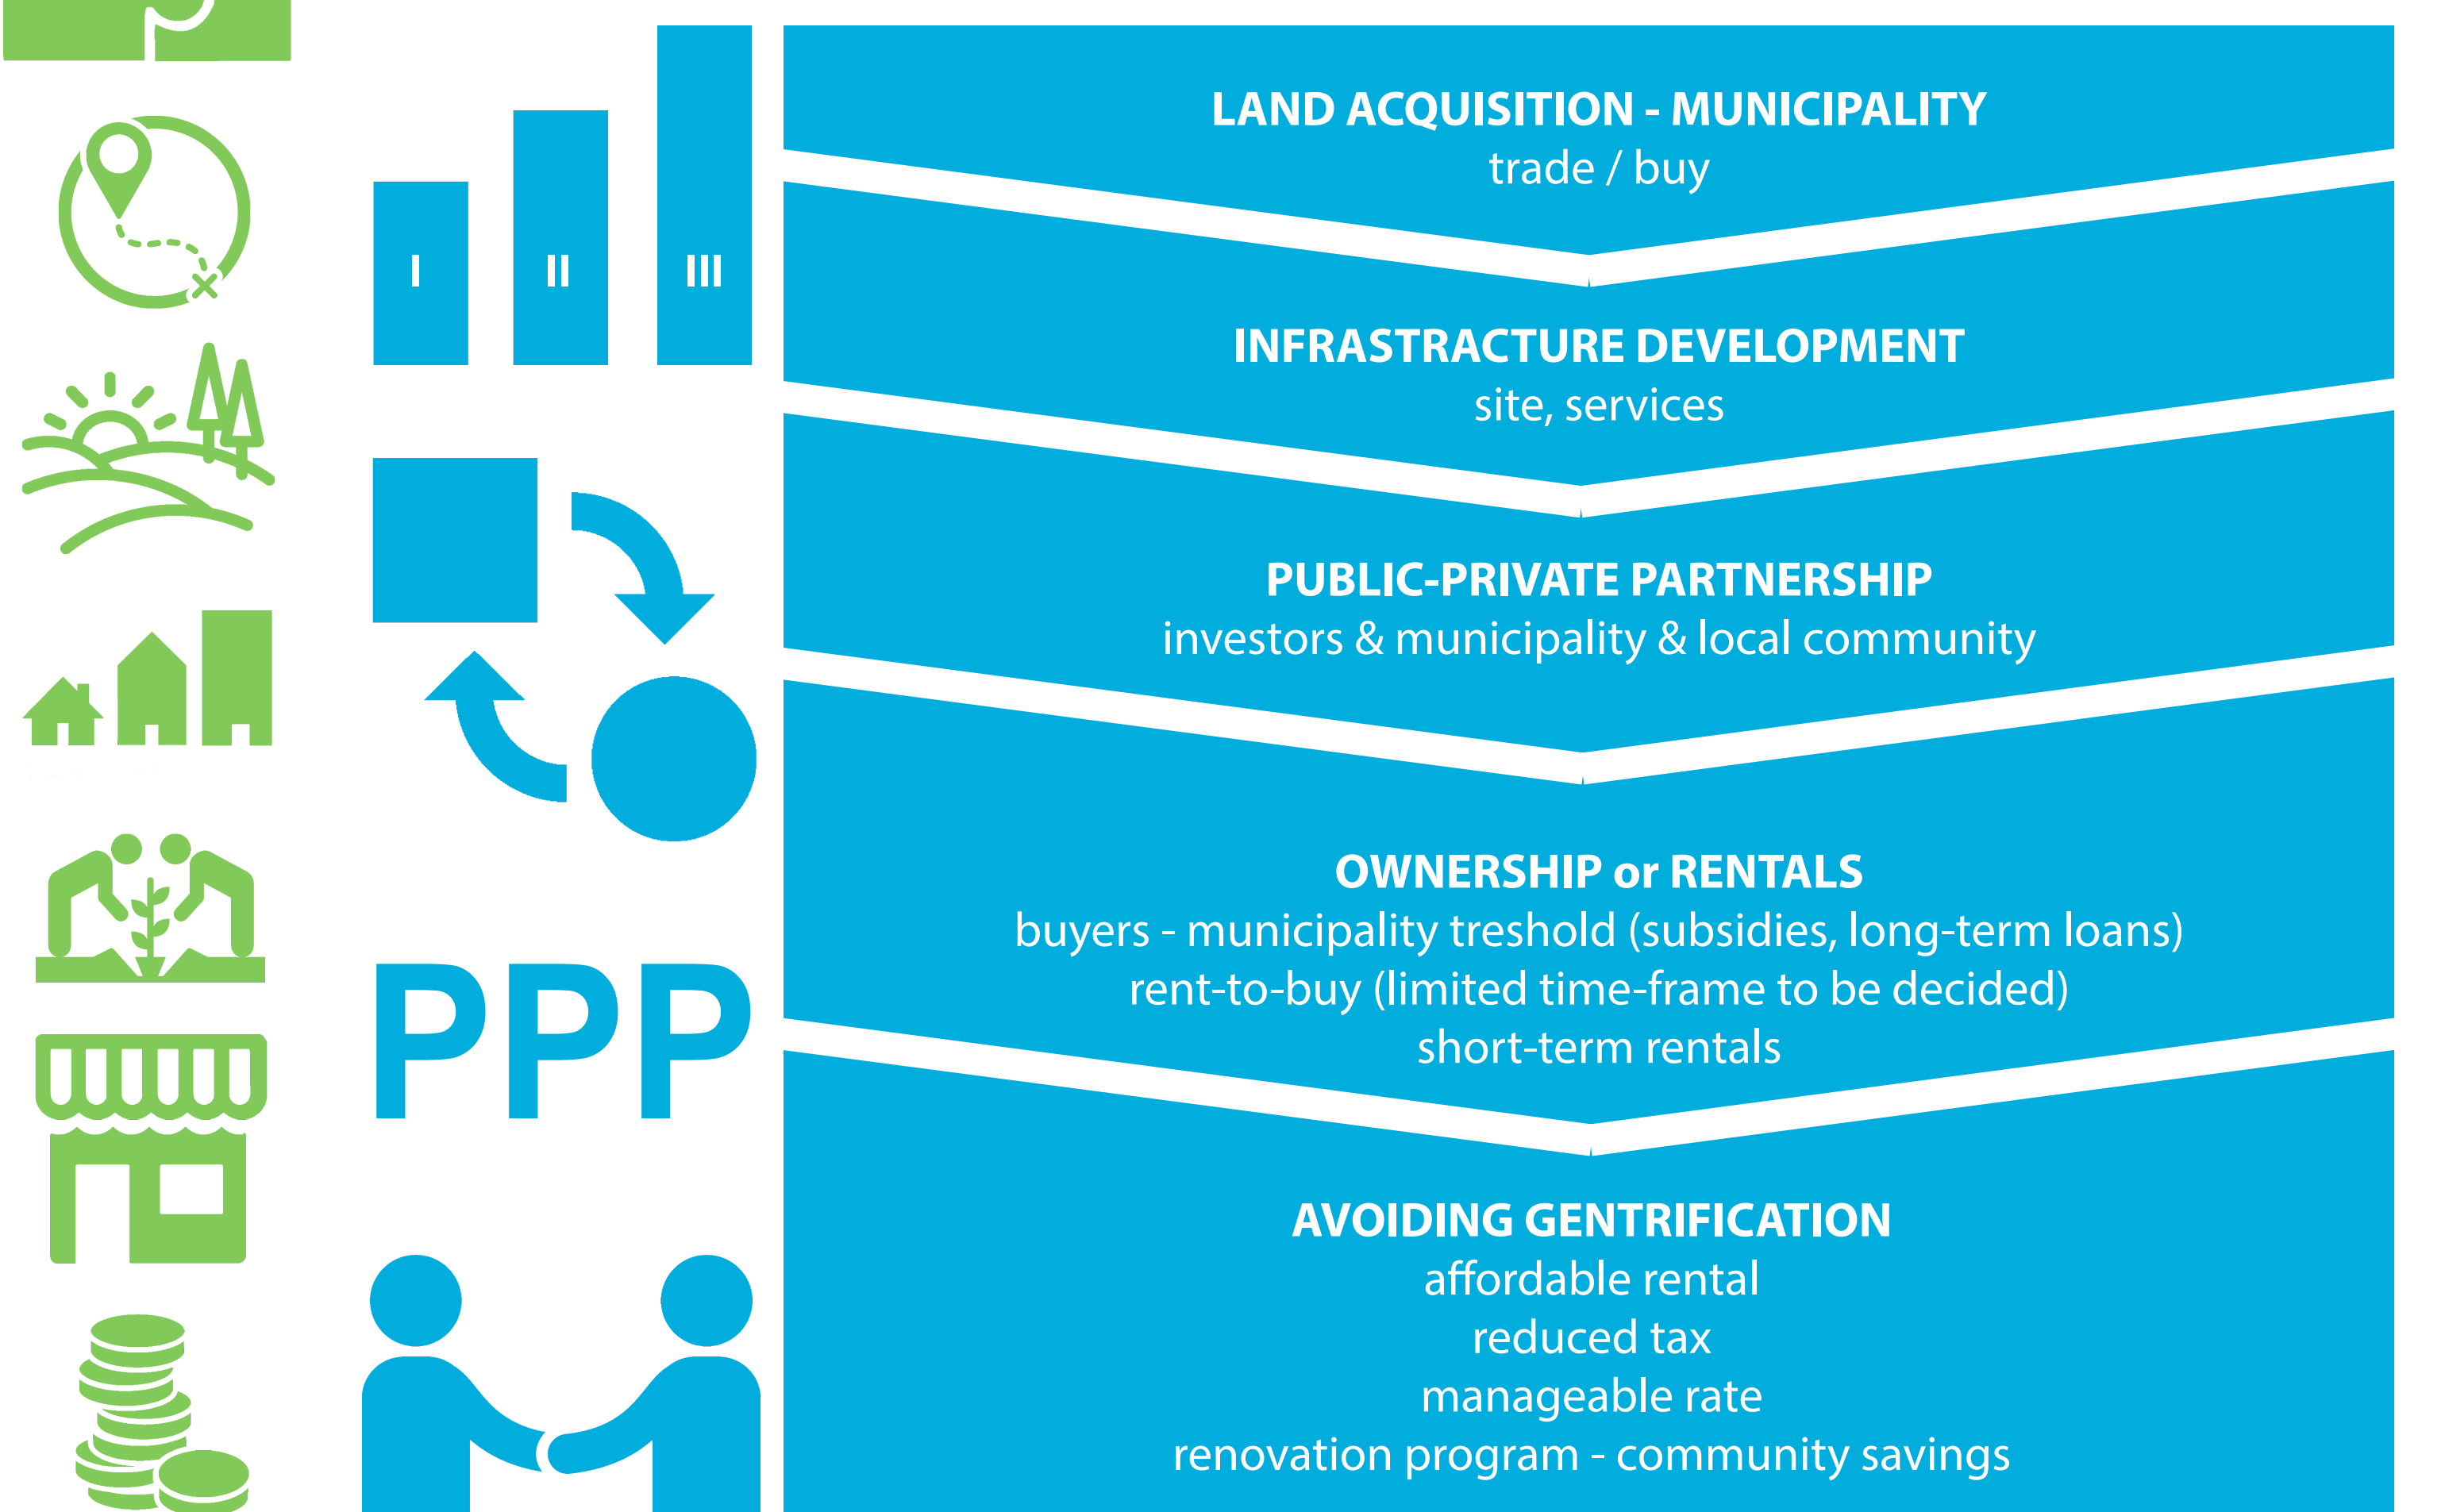 I II III
PPP
LAND ACQUISITION - MUNICIPALITY
trade / buy
INFRASTRACTURE DEVELOPMENT
site, services
PUBLIC-PRIVATE PARTNERSHIP
investors & municipality & local community
OWNERSHIP or RENTALS
buyers - municipality treshold (subsidies, long-term loans)
rent-to-buy (limited time-frame to be decided)
short-term rentals
AVOIDING GENTRIFICATION
affordable rental
reduced tax
manageable rate
renovation program - community savings